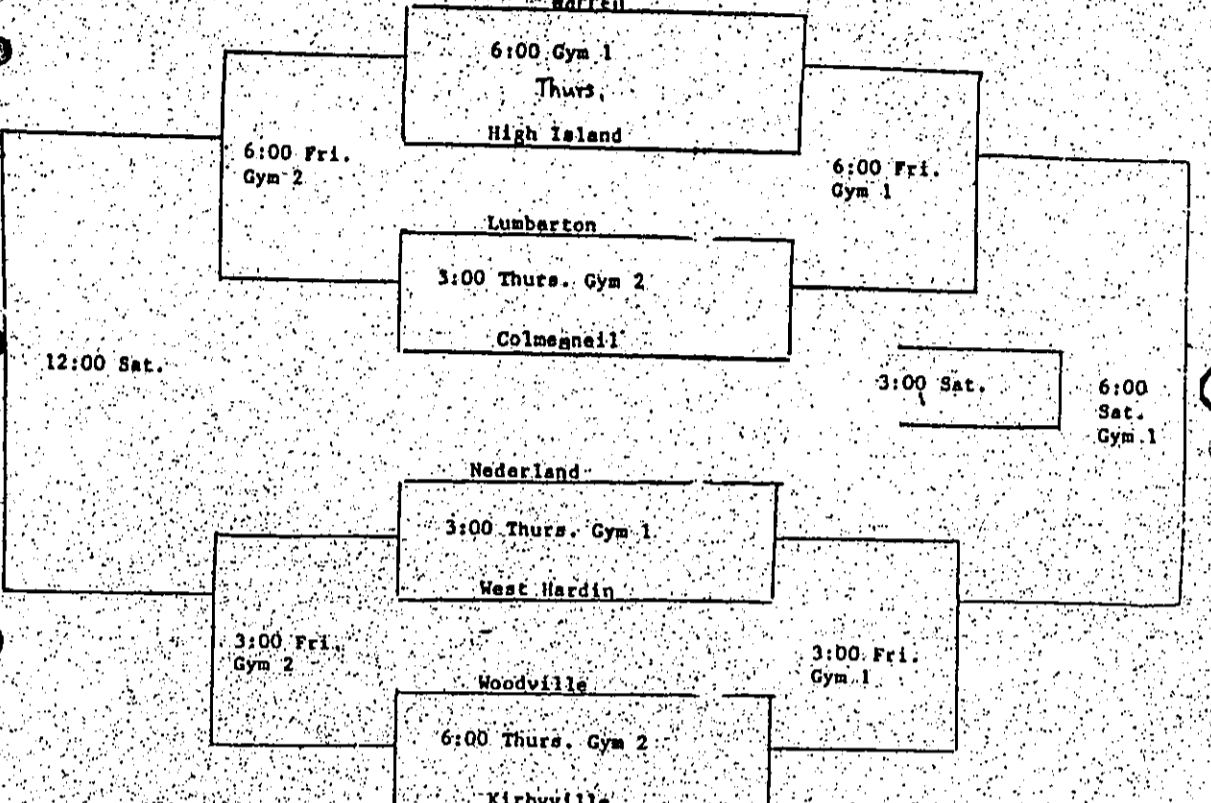 Warren
6:00 Gym 1
Thurs.
High Island
6:00 Fri.
Gym 2
6:00 Fri.
Gym 1
Lumberton
3:00 Thurs. Gym 2
Colmesneil
12:00 Sat.
3:00 Sat.
6:00
Sat.
Gym 1
Nederland
3:00 Thurs. Gym 1
West Hardin
3:00 Fri.
Gym 2
3:00 Fri.
Gym 1
Woodville
6:00 Thurs. Gym 2
Kirbyville